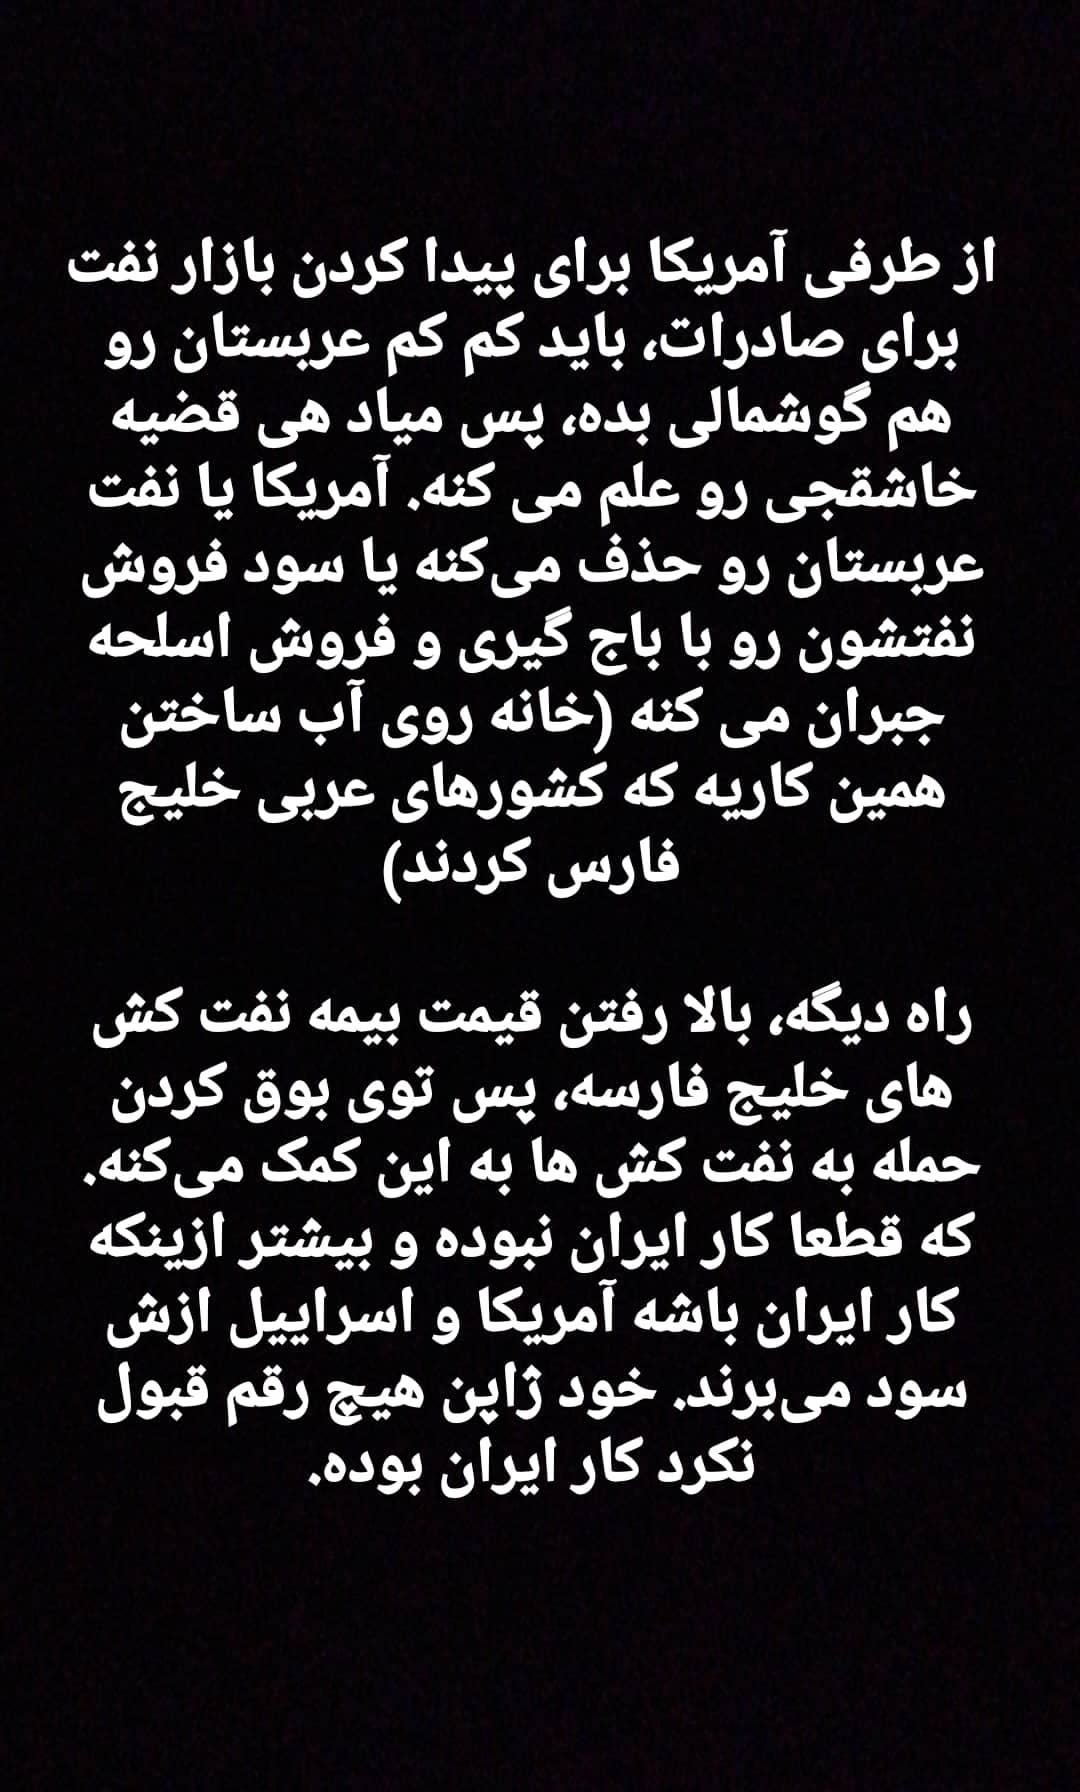 از طرفی آمریکا برای پیدا کردن بازار نفت
برای صادرات، باید کم کم عربستان رو
هم گوشمالی بده، پس میاد هی قضیه
خاشقجی رو علم می کنه. آمریکا یا نفت
عربستان رو حذف می‌کنه یا سود فروش
نفتشون رو با باج گیری و فروش اسلحه
جبران می کنه (خانه روی آب ساختن
همین کاریه که کشورهای عربی خلیج
فارس کردند)
راه دیگه، بالا رفتن قیمت بیمه نفت کش
های خلیج فارسه، پس توی بوق کردن
حمله به نفت کش ها به این کمک می‌کنه.
که قطعا کار ایران نبوده و بیشتر ازینکه
کار ایران باشه آمریکا و اسراییل ازش
سود می‌برند. خود ژاپن هیچ رقم قبول
نکرد کار ایران بوده.